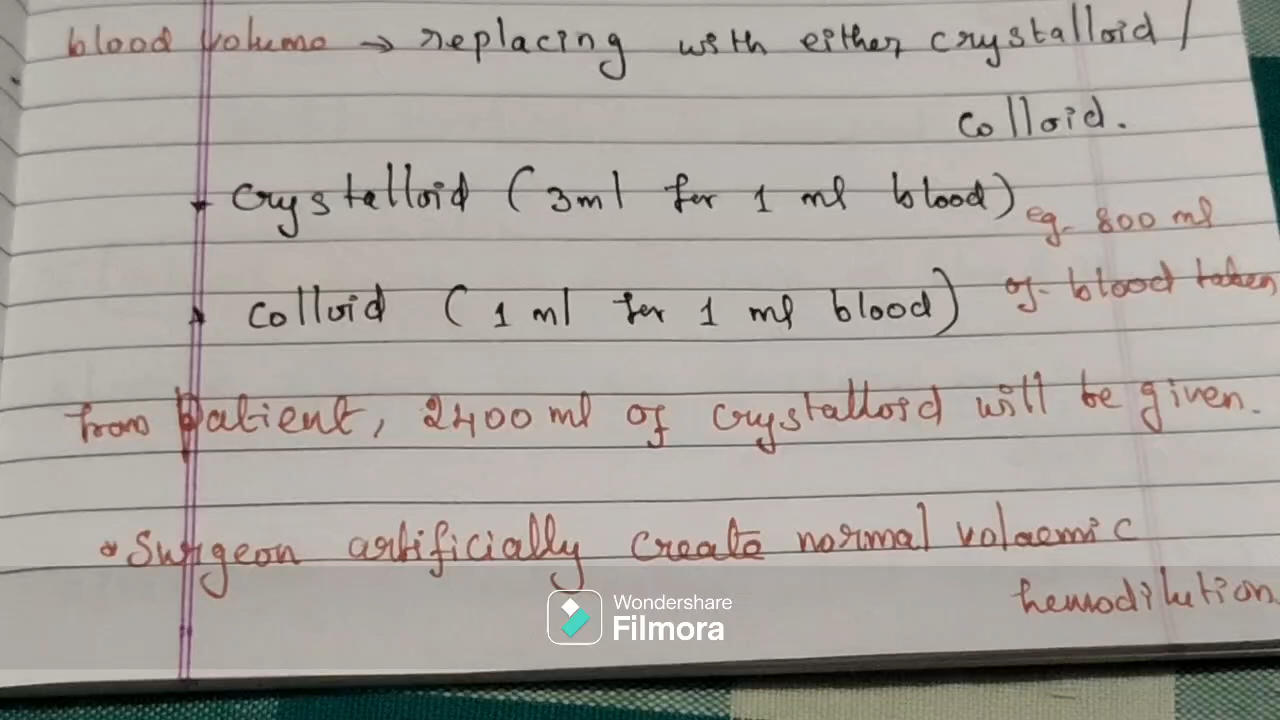 blood volume → replacing with either crystalloid /
colloid.
Crystalloid ( 3ml for 1 ml blood) eg. 800 ml
Colloid ( 1 ml for 1 ml blood) of blood taken
from Patient, 2400 ml of crystalloid will be given.
Surgeon artificially create normal volaemic
hemodilution
Wondershare
Filmora